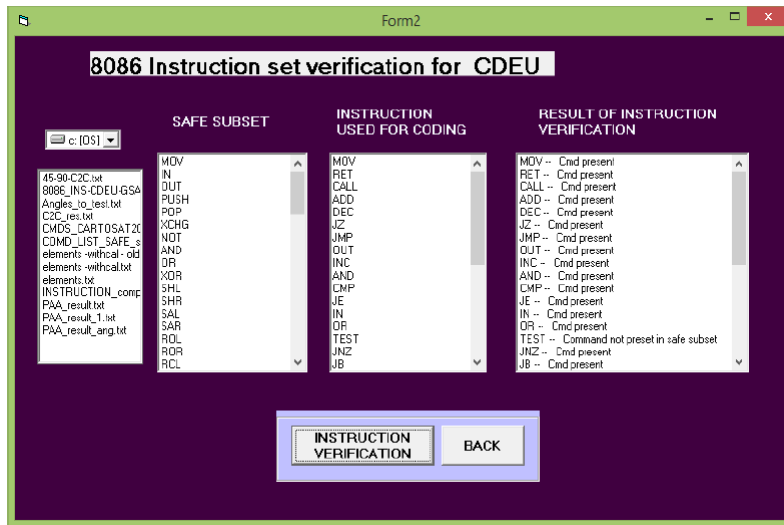 Form2
8086 Instruction set verification for CDEU
SAFE SUBSET
INSTRUCTION
USED FOR CODING
RESULT OF INSTRUCTION
VERIFICATION
c: [OS]
45-90-C2C.txt
8086_INS-CDEU-GSA
Angles_to_test.txt
C2C_res.txt
CMDS_CARTOSAT20
COMD_LIST_SAFE_s
elements -withcal - old
elements -withcal.txt
elements.txt
INSTRUCTION_comp
PAA_result.txt
PAA_result_1.txt
PAA_result_ang.txt
MOV
IN
OUT
PUSH
POP
XCHG
NOT
AND
OR
XOR
SHL
SHR
SAL
SAR
ROL
ROR
RCL
MOV
RET
CALL
ADD
DEC
JZ
JMP
OUT
INC
AND
CMP
JE
IN
OR
TEST
JNZ
JB
MOV -- Cmd present
RET -- Cmd present
CALL -- Cmd present
ADD -- Cmd present
DEC -- Cmd present
JZ -- Cmd present
JMP -- Cmd present
OUT -- Cmd present
INC -- Cmd present
AND -- Cmd present
CMP -- Cmd present
JE -- Cmd present
IN -- Cmd present
OR -- Cmd present
TEST -- Command not preset in safe subset
JNZ -- Cmd present
JB -- Cmd present
INSTRUCTION
VERIFICATION
BACK